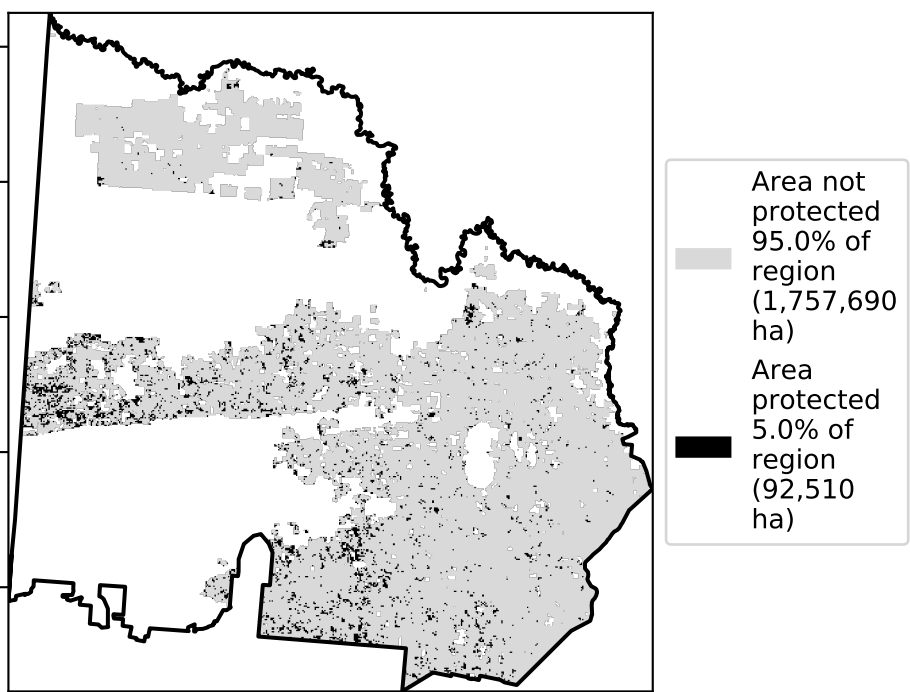 Area not
protected
95.0% of
region
(1,757,690
ha)
Area
protected
5.0% of
region
(92,510
ha)